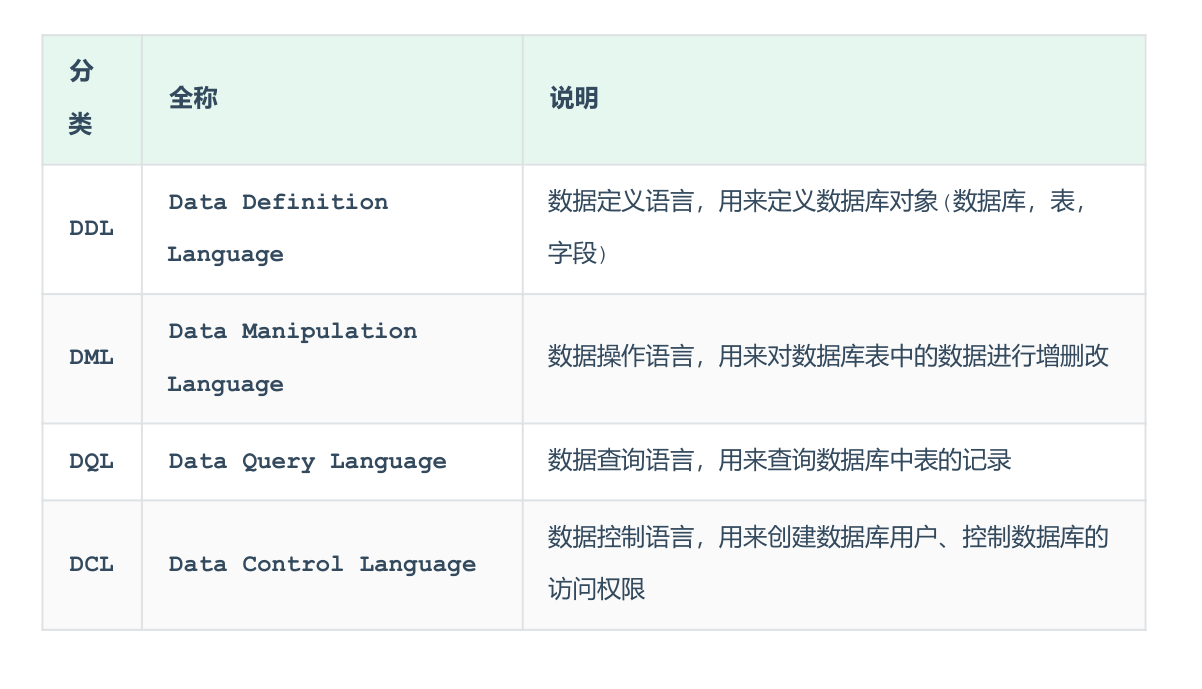 分
类
全称
说明
DDL
Data Definition
Language
数据定义语言，用来定义数据库对象(数据库，表，
字段)
DML
Data Manipulation
Language
数据操作语言，用来对数据库表中的数据进行增删改
DQL
Data Query Language
数据查询语言，用来查询数据库中表的记录
DCL
Data Control Language
数据控制语言，用来创建数据库用户、控制数据库的
访问权限